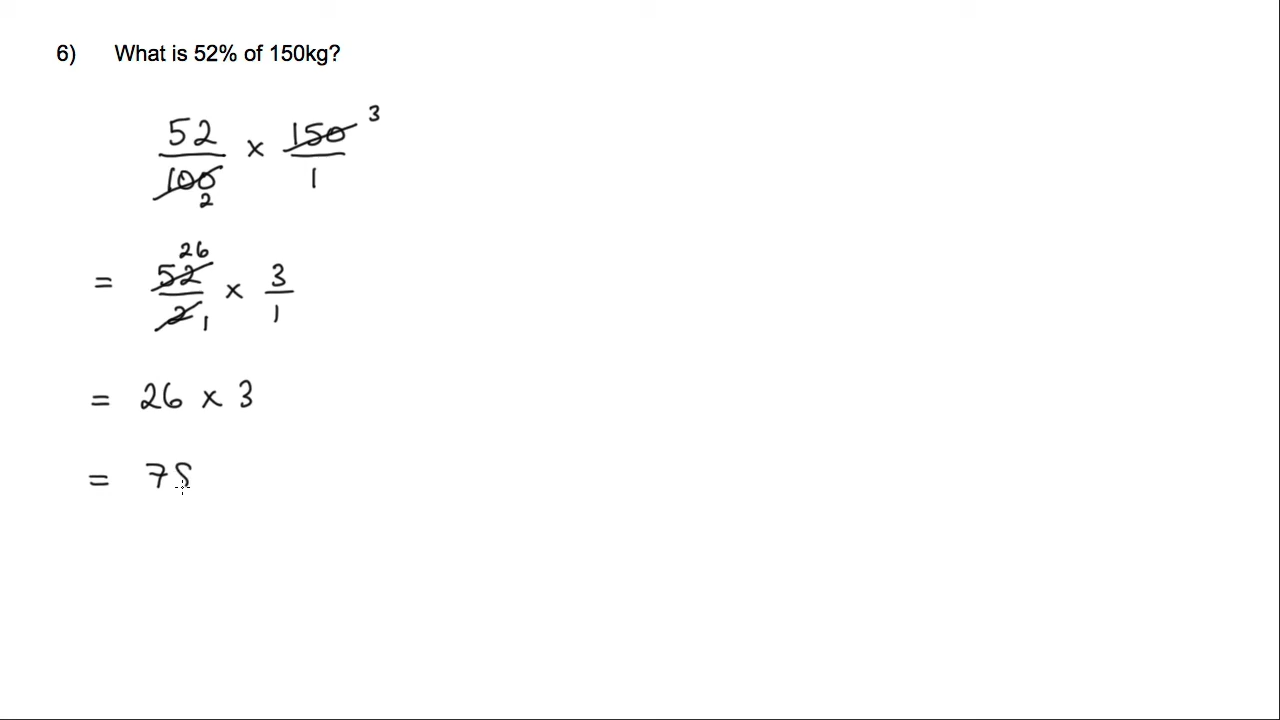 6) What is 52% of 150kg?
52/100 x 150/1 3
2
26
= 52/2 x 3/1
1
= 26 x 3
= 78